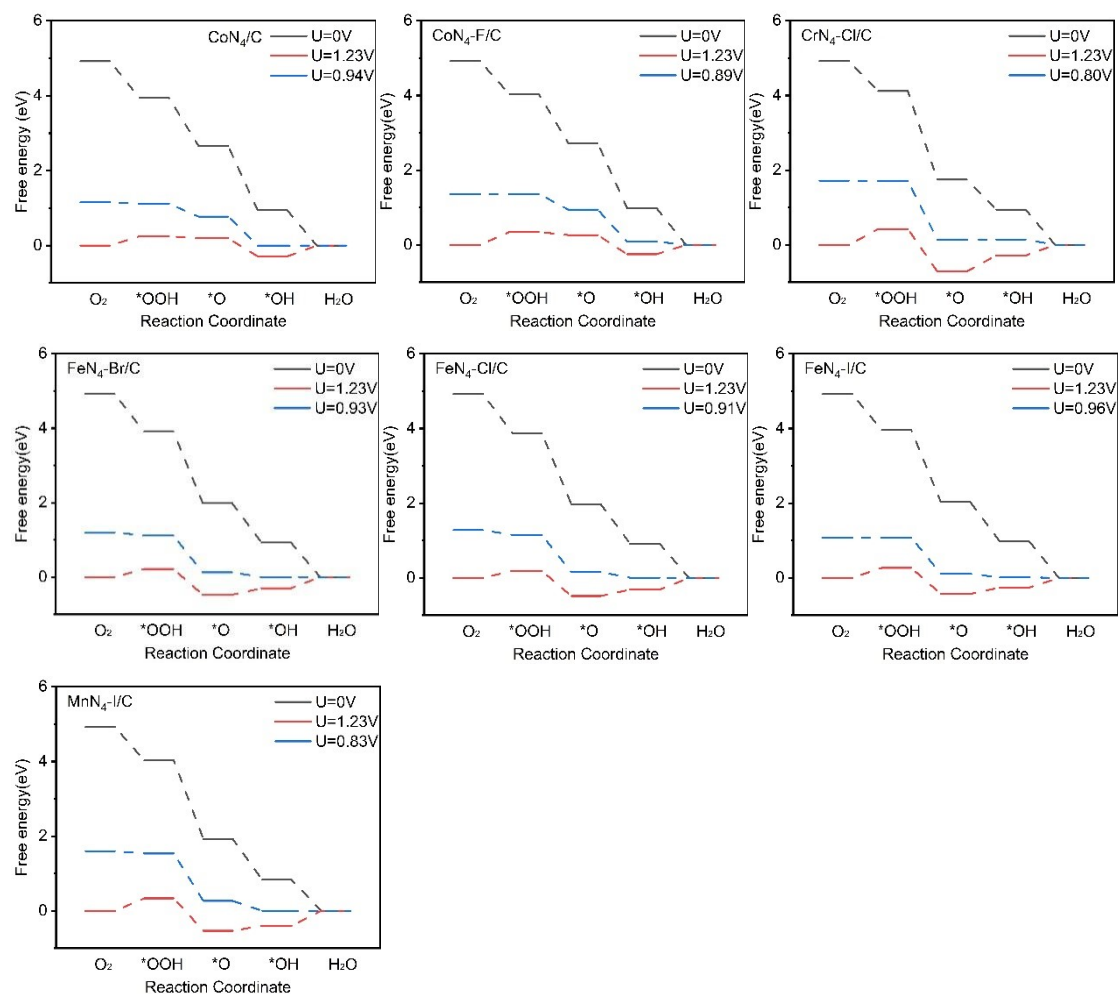 CoN₄/C
U=0V
U=1.23V
U=0.94V
Free energy (eV)
6
4
2
0
O₂ *OOH *O *OH H₂O
Reaction Coordinate
CoN₄-F/C
U=0V
U=1.23V
U=0.89V
Free energy(eV)
6
4
2
0
O₂ *OOH *O *OH H₂O
Reaction Coordinate
CrN₄-Cl/C
U=0V
U=1.23V
U=0.80V
Free energy(eV)
6
4
2
0
O₂ *OOH *O *OH H₂O
Reaction Coordinate
FeN₄-Br/C
U=0V
U=1.23V
U=0.93V
Free energy(eV)
6
4
2
0
O₂ *OOH *O *OH H₂O
Reaction Coordinate
FeN₄-Cl/C
U=0V
U=1.23V
U=0.91V
Free energy(eV)
6
4
2
0
O₂ *OOH *O *OH H₂O
Reaction Coordinate
FeN₄-I/C
U=0V
U=1.23V
U=0.96V
Free energy(eV)
6
4
2
0
O₂ *OOH *O *OH H₂O
Reaction Coordinate
MnN₄-I/C
U=0V
U=1.23V
U=0.83V
Free energy(eV)
6
4
2
0
O₂ *OOH *O *OH H₂O
Reaction Coordinate